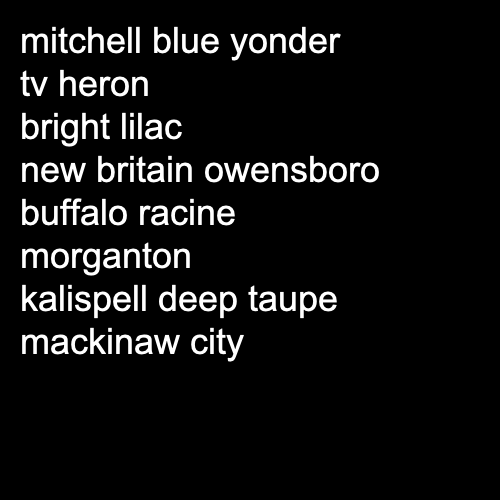 mitchell blue yonder
tv heron
bright lilac
new britain owensboro
buffalo racine
morganton
kalispell deep taupe
mackinaw city